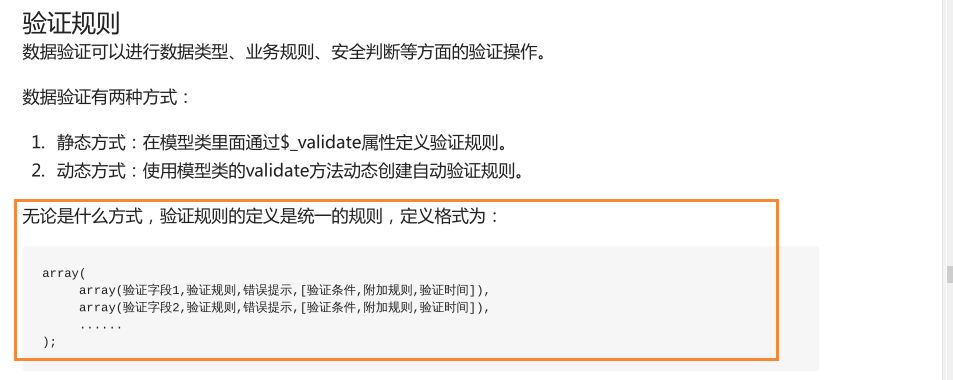 验证规则
数据验证可以进行数据类型、业务规则、安全判断等方面的验证操作。
数据验证有两种方式：
1. 静态方式：在模型类里面通过$_validate属性定义验证规则。
2. 动态方式：使用模型类的validate方法动态创建自动验证规则。
无论是什么方式，验证规则的定义是统一的规则，定义格式为：
array(
array(验证字段1,验证规则,错误提示,[验证条件,附加规则,验证时间]),
array(验证字段2,验证规则,错误提示,[验证条件,附加规则,验证时间]),
......
);